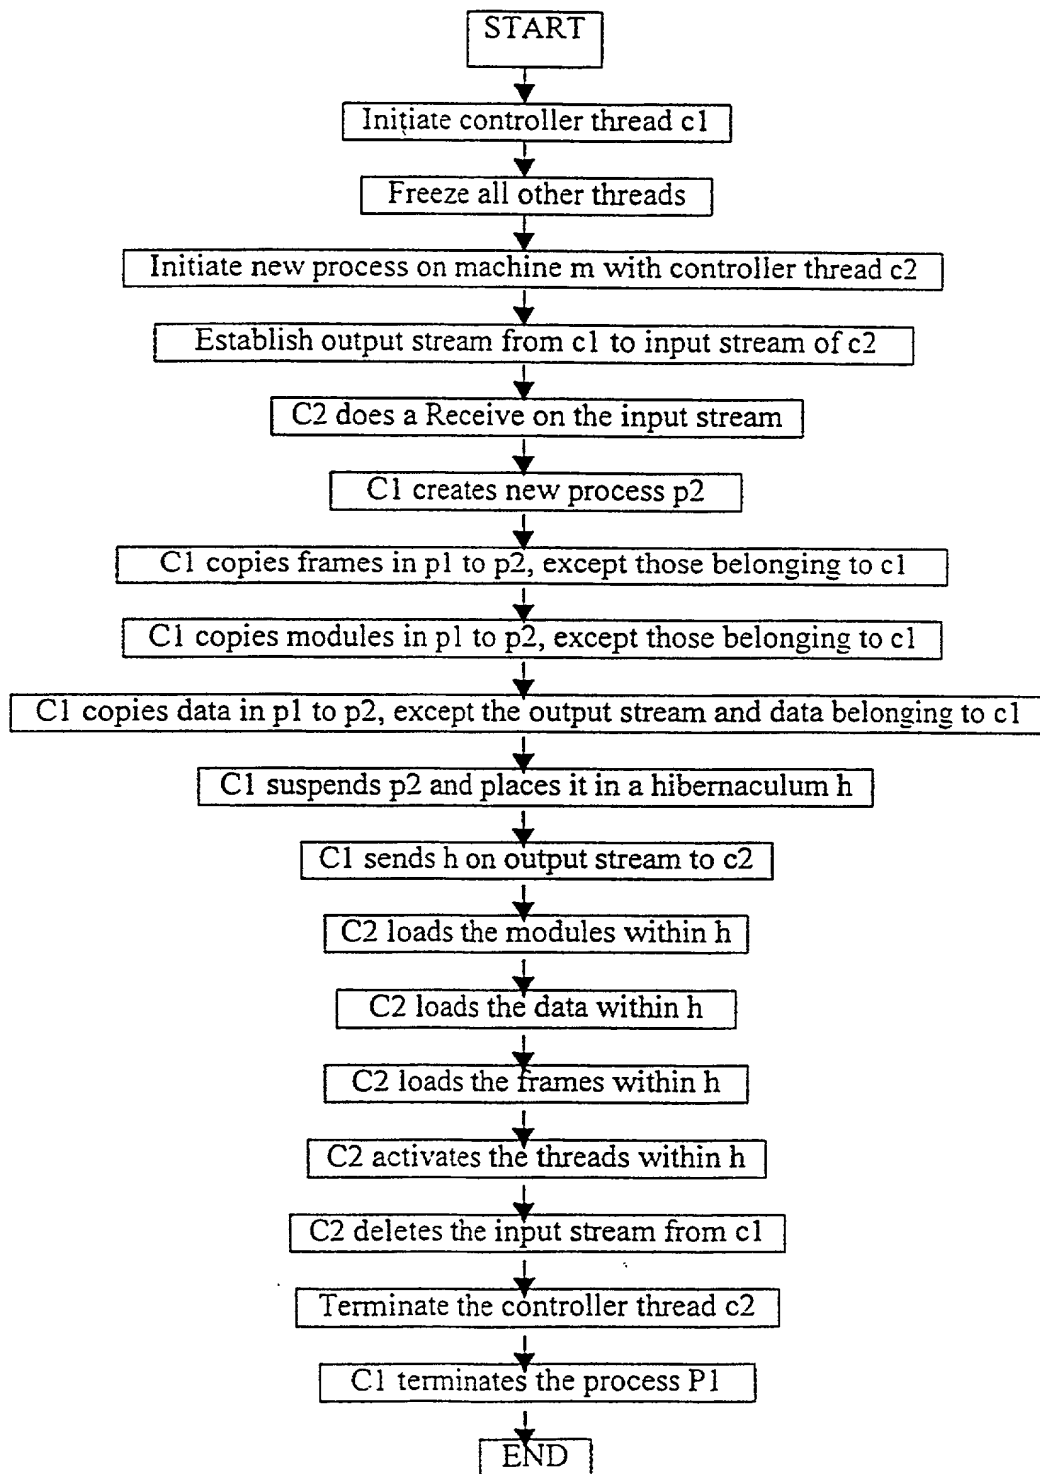 START
Initiate controller thread c1
Freeze all other threads
Initiate new process on machine m with controller thread c2
Establish output stream from c1 to input stream of c2
C2 does a Receive on the input stream
C1 creates new process p2
C1 copies frames in p1 to p2, except those belonging to c1
C1 copies modules in p1 to p2, except those belonging to c1
C1 copies data in p1 to p2, except the output stream and data belonging to c1
C1 suspends p2 and places it in a hibernaculum h
C1 sends h on output stream to c2
C2 loads the modules within h
C2 loads the data within h
C2 loads the frames within h
C2 activates the threads within h
C2 deletes the input stream from c1
Terminate the controller thread c2
C1 terminates the process P1
END